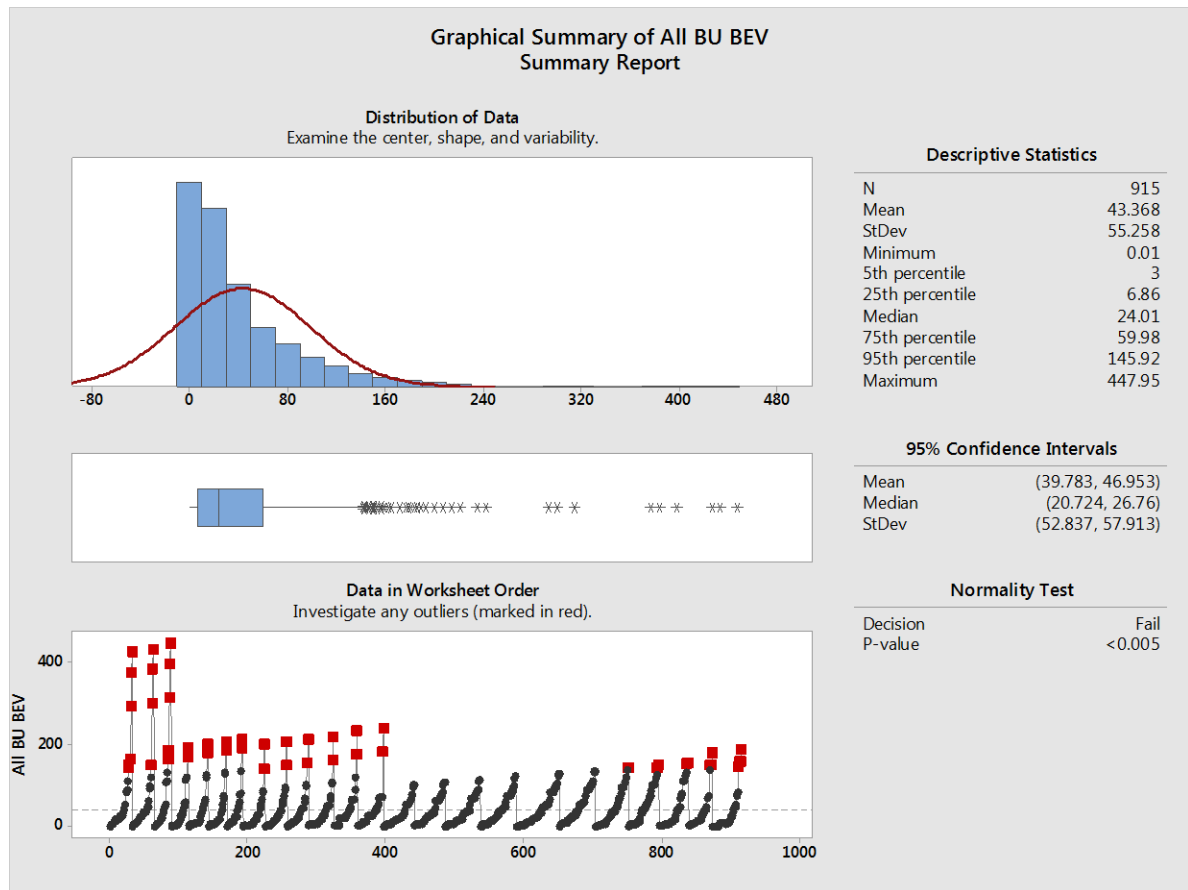 Graphical Summary of All BU BEV
Summary Report
Distribution of Data
Examine the center, shape, and variability.
-80 0 80 160 240 320 400 480
Descriptive Statistics
N 915
Mean 43.368
StDev 55.258
Minimum 0.01
5th percentile 3
25th percentile 6.86
Median 24.01
75th percentile 59.98
95th percentile 145.92
Maximum 447.95
95% Confidence Intervals
Mean (39.783, 46.953)
Median (20.724, 26.76)
StDev (52.837, 57.913)
Data in Worksheet Order
Investigate any outliers (marked in red).
All BU BEV
400
200
0
0 200 400 600 800 1000
Normality Test
Decision Fail
P-value <0.005